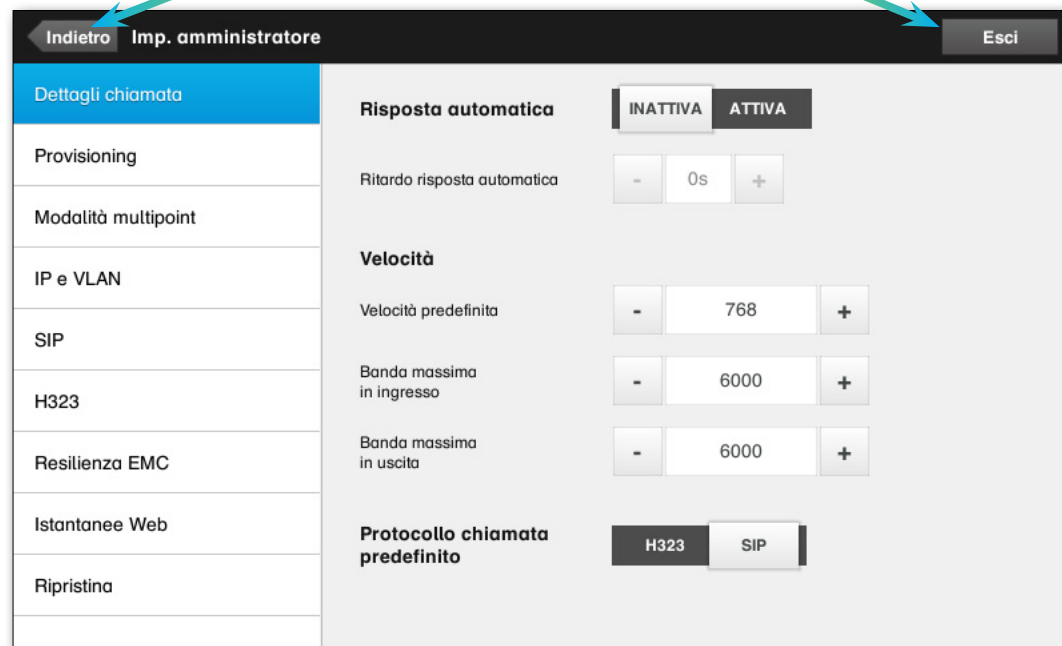 Indietro Imp. amministratore Esci
Dettagli chiamata
Provisioning
Modalità multipoint
IP e VLAN
SIP
H323
Resilienza EMC
Istantanee Web
Ripristina
Risposta automatica INATTIVA ATTIVA
Ritardo risposta automatica - 0s +
Velocità
Velocità predefinita - 768 +
Banda massima
in ingresso - 6000 +
Banda massima
in uscita - 6000 +
Protocollo chiamata
predefinito H323 SIP